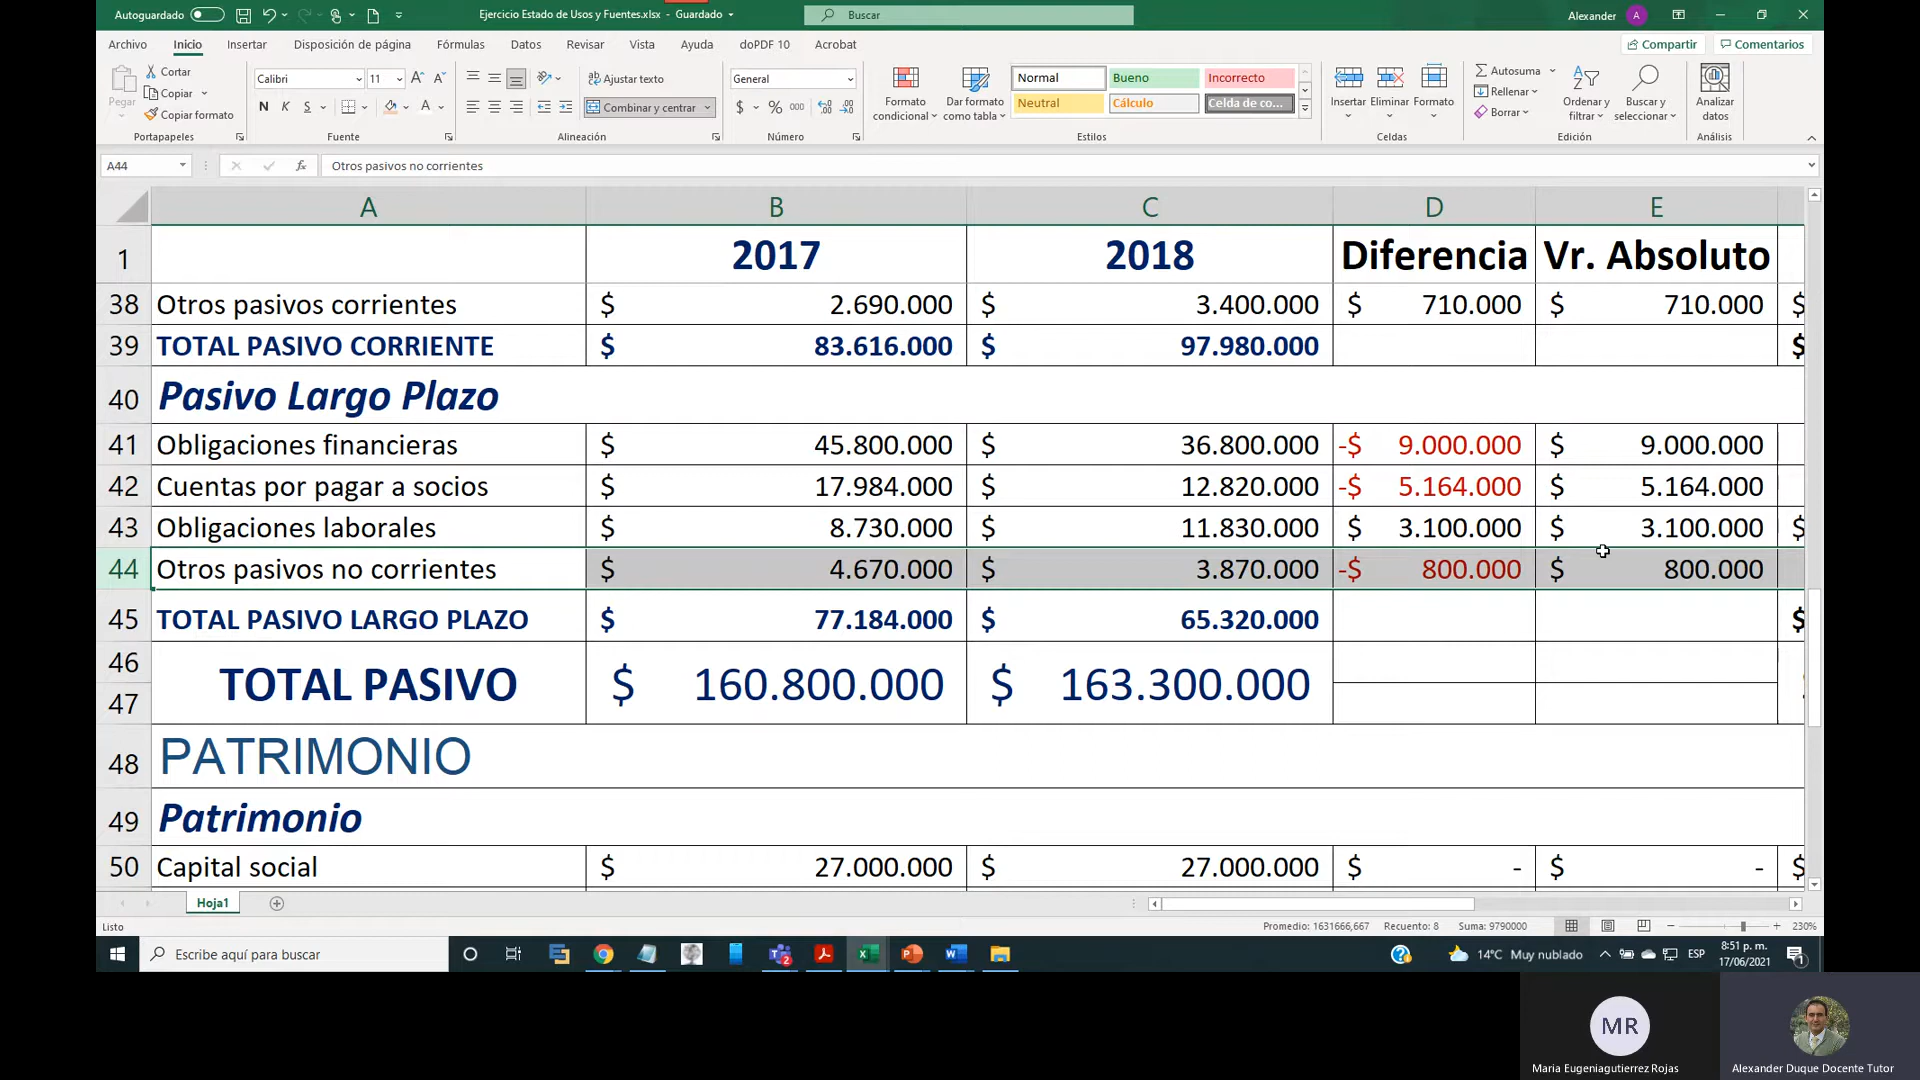 Autoguardado
Ejercicio Estado de Usos y Fuentes.xlsx - Guardado
Buscar
Alexander A
Archivo Inicio Insertar Disposición de página Fórmulas Datos Revisar Vista Ayuda doPDF 10 Acrobat Compartir Comentarios
Pegar
Cortar
Copiar
Copiar formato
Portapapeles
Calibri 11
N K S
Fuente
Ajustar texto
Combinar y centrar
Alineación
General
$ % 000
Número
Formato condicional
Dar formato como tabla
Normal Bueno Incorrecto
Neutral Cálculo Celda de co...
Estilos
Insertar Eliminar Formato
Celdas
Autosuma
Rellenar
Borrar
Ordenar y filtrar
Buscar y seleccionar
Edición
Analizar datos
Análisis
A44 fx Otros pasivos no corrientes
A B C D E
1 2017 2018 Diferencia Vr. Absoluto
38 Otros pasivos corrientes $ 2.690.000 $ 3.400.000 $ 710.000 $ 710.000 $
39 TOTAL PASIVO CORRIENTE $ 83.616.000 $ 97.980.000 $
40 Pasivo Largo Plazo
41 Obligaciones financieras $ 45.800.000 $ 36.800.000 -$ 9.000.000 $ 9.000.000
42 Cuentas por pagar a socios $ 17.984.000 $ 12.820.000 -$ 5.164.000 $ 5.164.000
43 Obligaciones laborales $ 8.730.000 $ 11.830.000 $ 3.100.000 $ 3.100.000 $
44 Otros pasivos no corrientes $ 4.670.000 $ 3.870.000 -$ 800.000 $ 800.000
45 TOTAL PASIVO LARGO PLAZO $ 77.184.000 $ 65.320.000 $
46
TOTAL PASIVO $ 160.800.000 $ 163.300.000
47
48 PATRIMONIO
49 Patrimonio
50 Capital social $ 27.000.000 $ 27.000.000 $ - $ - $
Hoja1
Listo
Promedio: 1631666,667 Recuento: 8 Suma: 9790000 230%
Escribe aquí para buscar
14°C Muy nublado
ESP
8:51 p. m.
17/06/2021
MR
Maria Eugeniagutierrez Rojas
Alexander Duque Docente Tutor